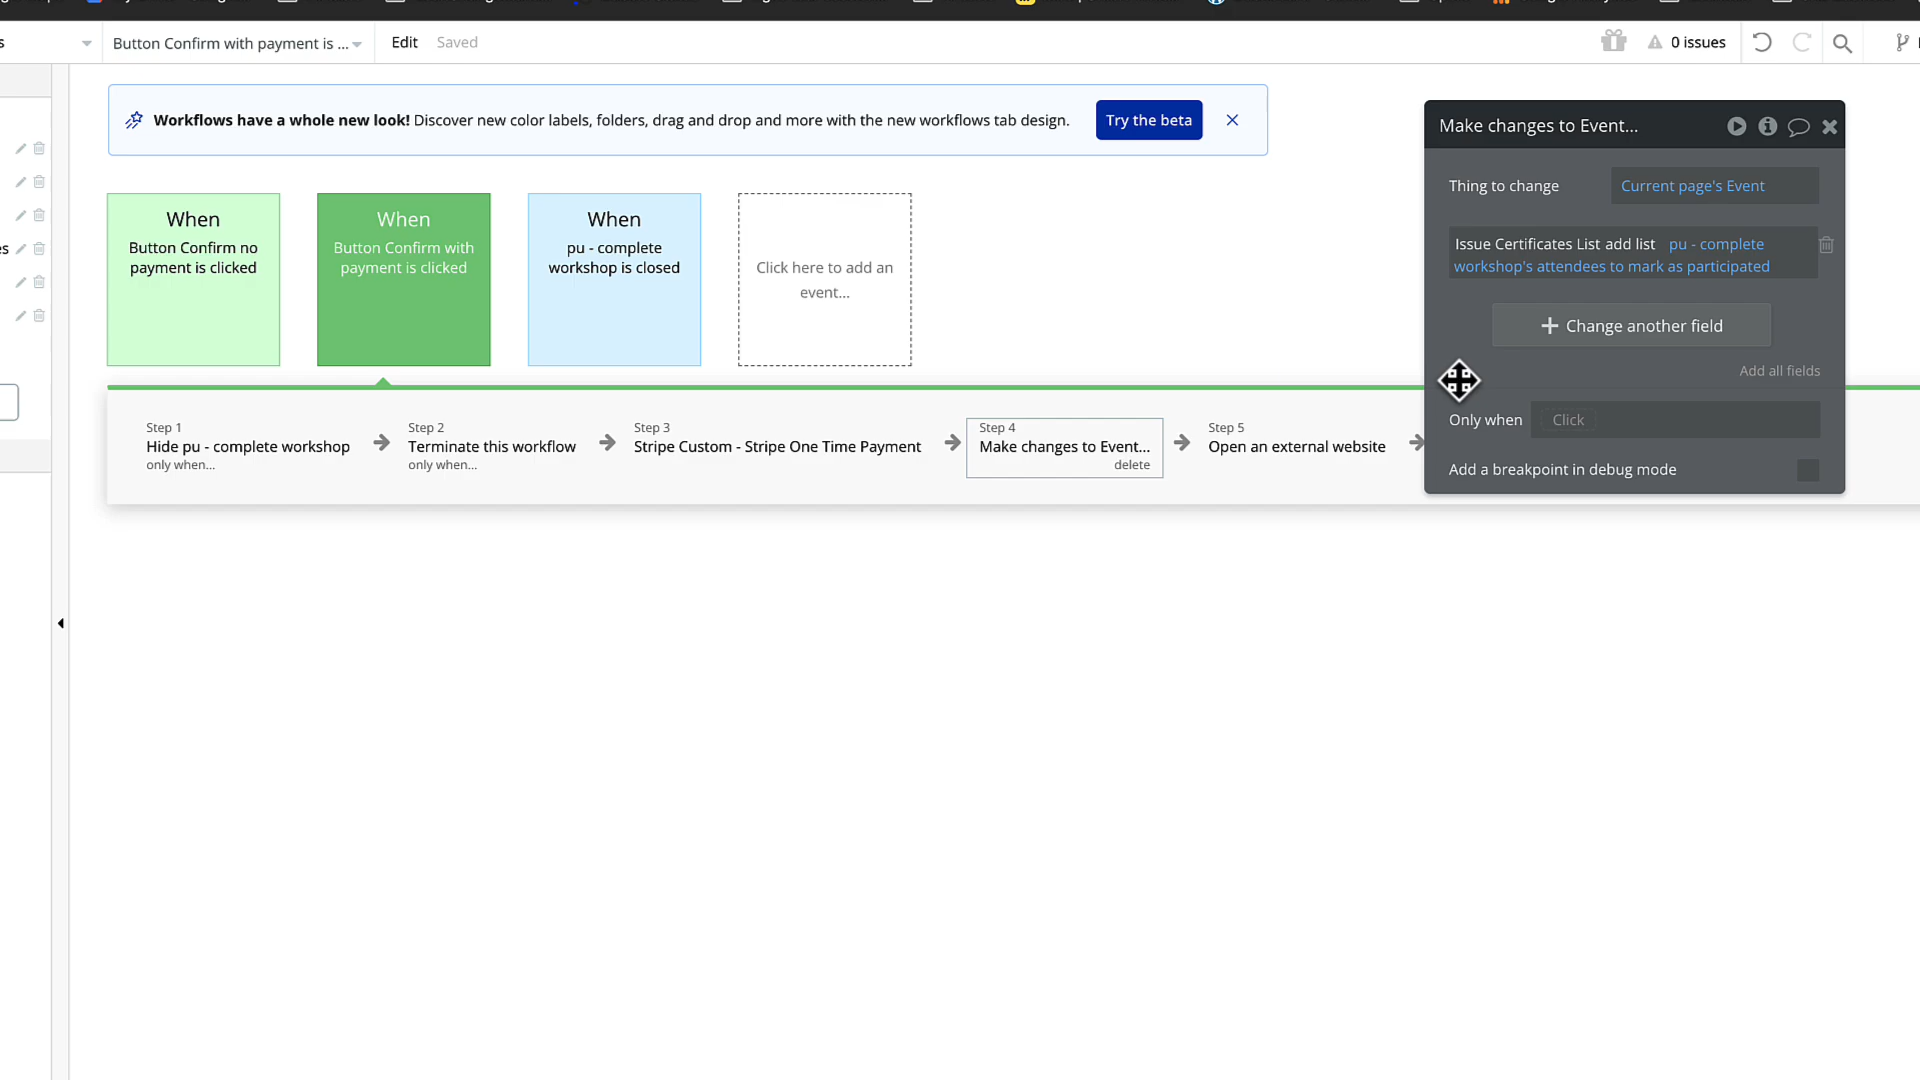 s
Button Confirm with payment is ...
Edit
Saved
0 issues
Workflows have a whole new look! Discover new color labels, folders, drag and drop and more with the new workflows tab design.
Try the beta
When
Button Confirm no
payment is clicked
When
Button Confirm with
payment is clicked
When
pu - complete
workshop is closed
Click here to add an
event...
es
Step 1
Hide pu - complete workshop
only when...
Step 2
Terminate this workflow
only when...
Step 3
Stripe Custom - Stripe One Time Payment
Step 4
Make changes to Event...
delete
Step 5
Open an external website
Make changes to Event...
Thing to change
Current page's Event
Issue Certificates List add list pu - complete
workshop's attendees to mark as participated
Change another field
Add all fields
Only when
Click
Add a breakpoint in debug mode